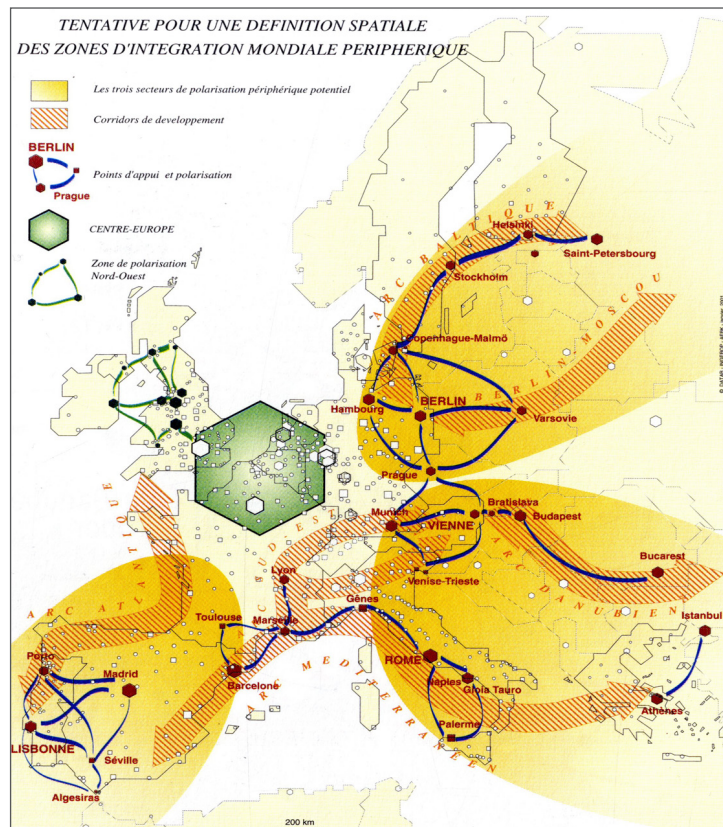 TENTATIVE POUR UNE DEFINITION SPATIALE
DES ZONES D'INTEGRATION MONDIALE PERIPHERIQUE
Les trois secteurs de polarisation périphérique potentiel
Corridors de developpement
BERLIN
Prague
Points d'appui et polarisation
CENTRE-EUROPE
Zone de polarisation
Nord-Ouest
ARC BALTIQUE
Helsinki
Saint-Petersbourg
Stockholm
BERLIN-MOSCOU
Copenhague-Malmö
Hambourg
BERLIN
Varsovie
Prague
Munich
VIENNE
Bratislava
Budapest
Bucarest
ARC DANUBIEN
Venise-Trieste
ARC SUD-EST
Lyon
Gênes
Marseille
Toulouse
Barcelone
ARC ATLANTIQUE
Porto
Madrid
LISBONNE
Séville
Algesiras
ARC MEDITERRANEEN
ROME
Naples
Gioia Tauro
Palerme
Istanbul
Athènes
200 km